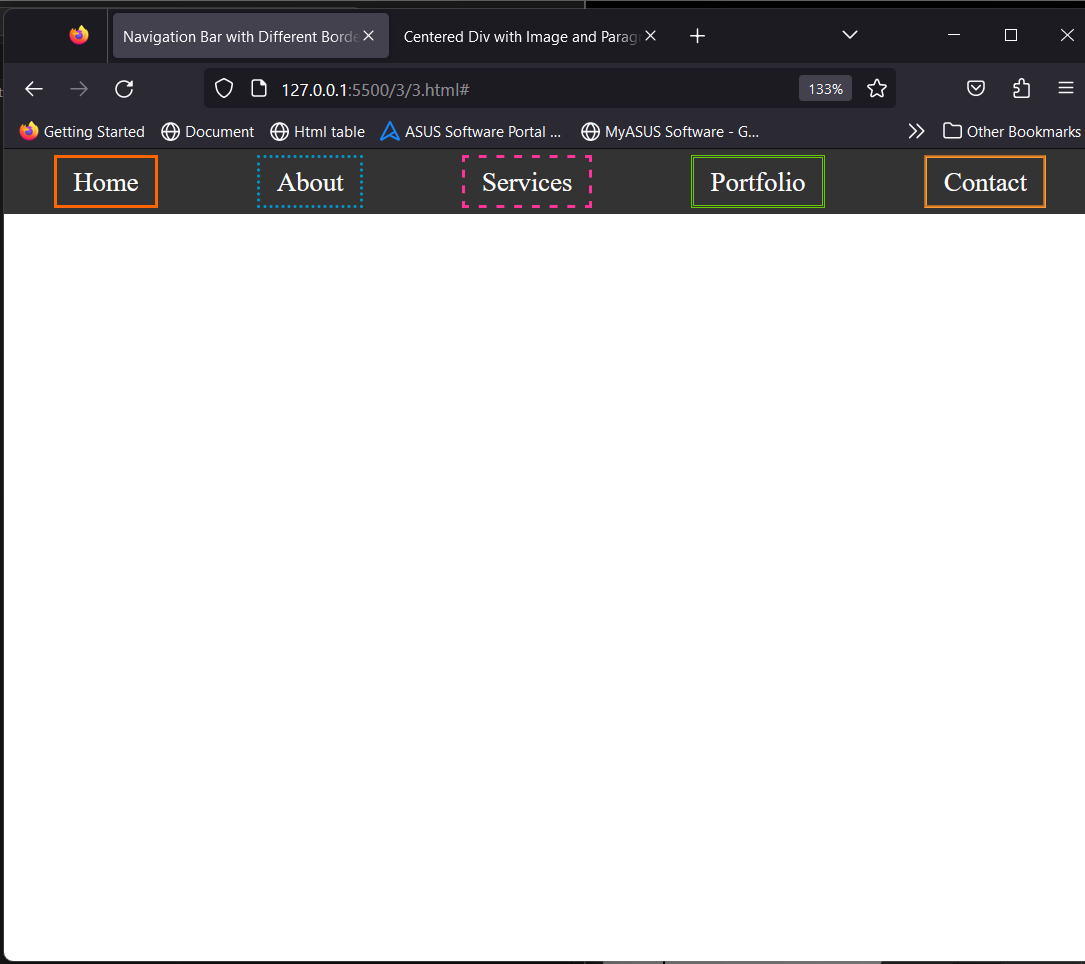 Navigation Bar with Different Borde
Centered Div with Image and Paragr
127.0.0.1:5500/3/3.html#
133%
Getting Started
Document
Html table
ASUS Software Portal ...
MyASUS Software - G...
Other Bookmarks
Home
About
Services
Portfolio
Contact